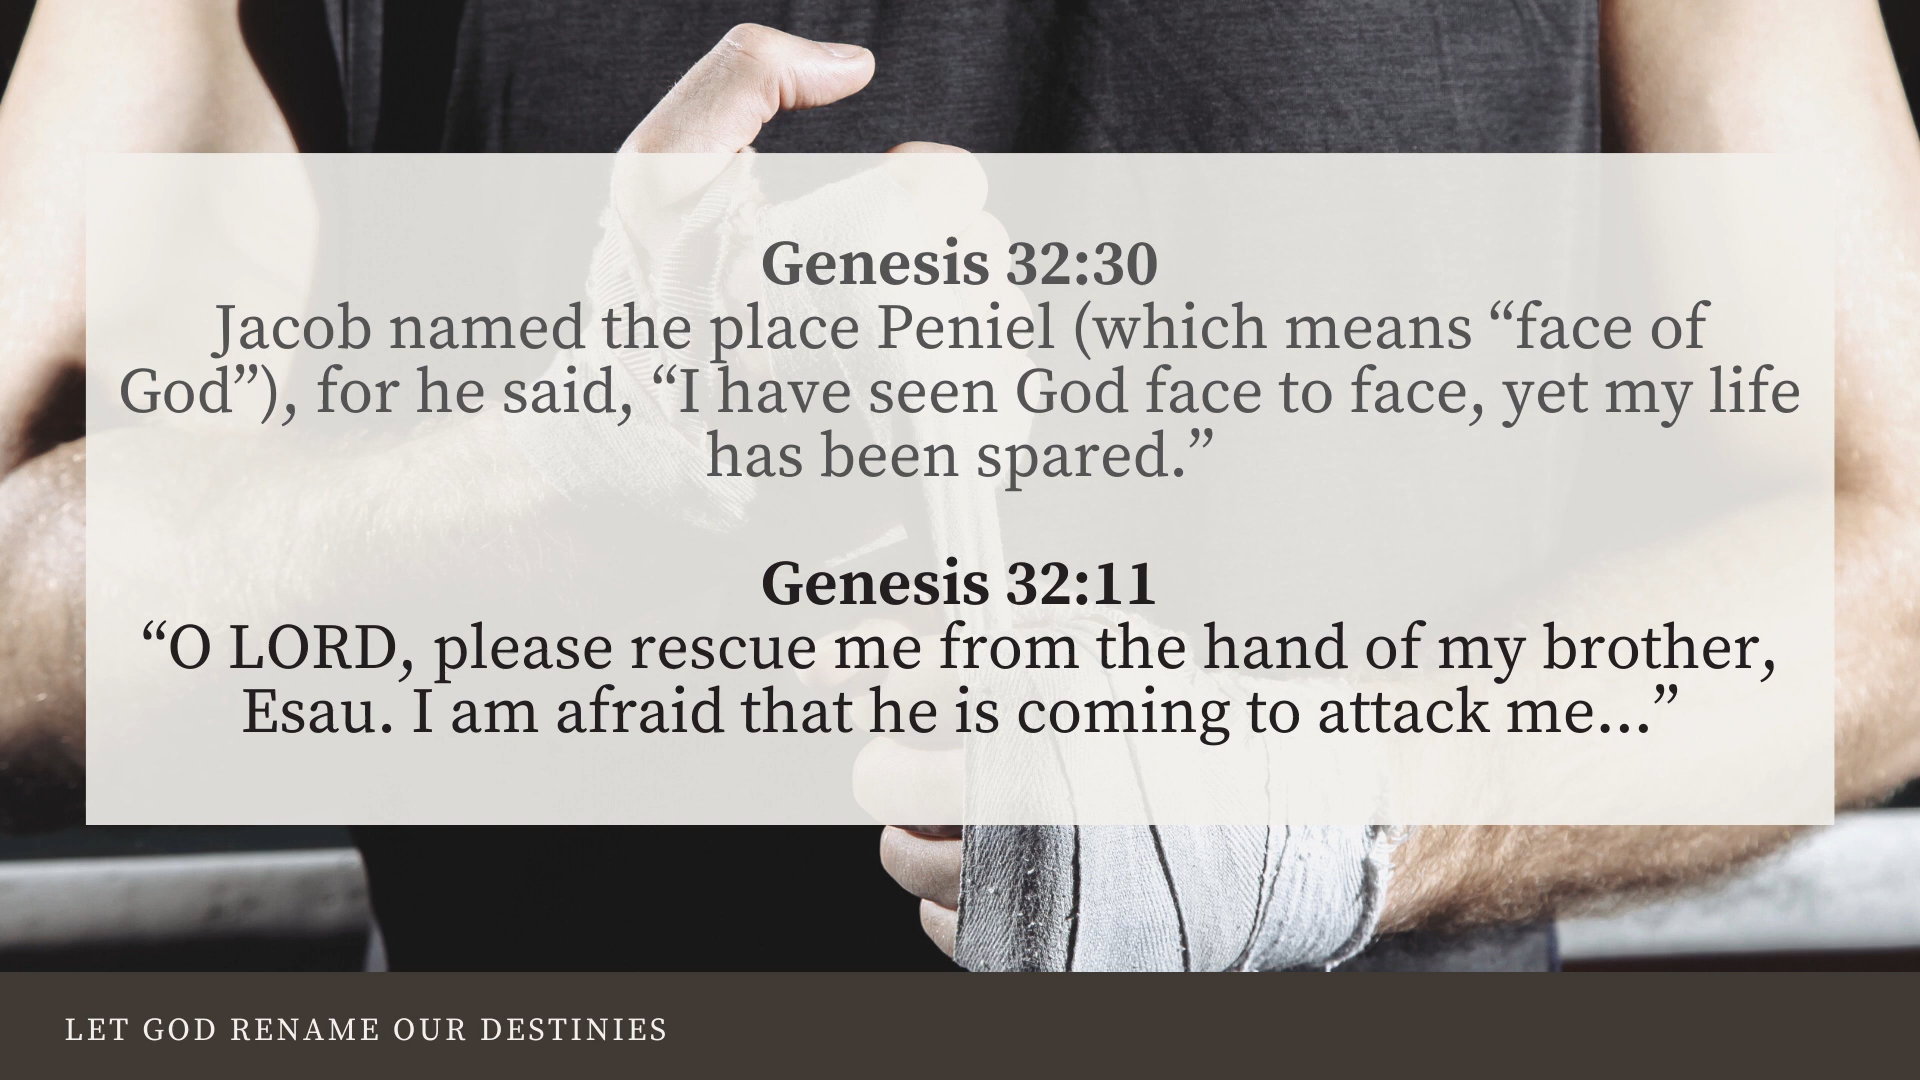 Genesis 32:30
Jacob named the place Peniel (which means “face of
God”), for he said, “I have seen God face to face, yet my life
has been spared.”
Genesis 32:11
“O LORD, please rescue me from the hand of my brother,
Esau. I am afraid that he is coming to attack me…”
LET GOD RENAME OUR DESTINIES